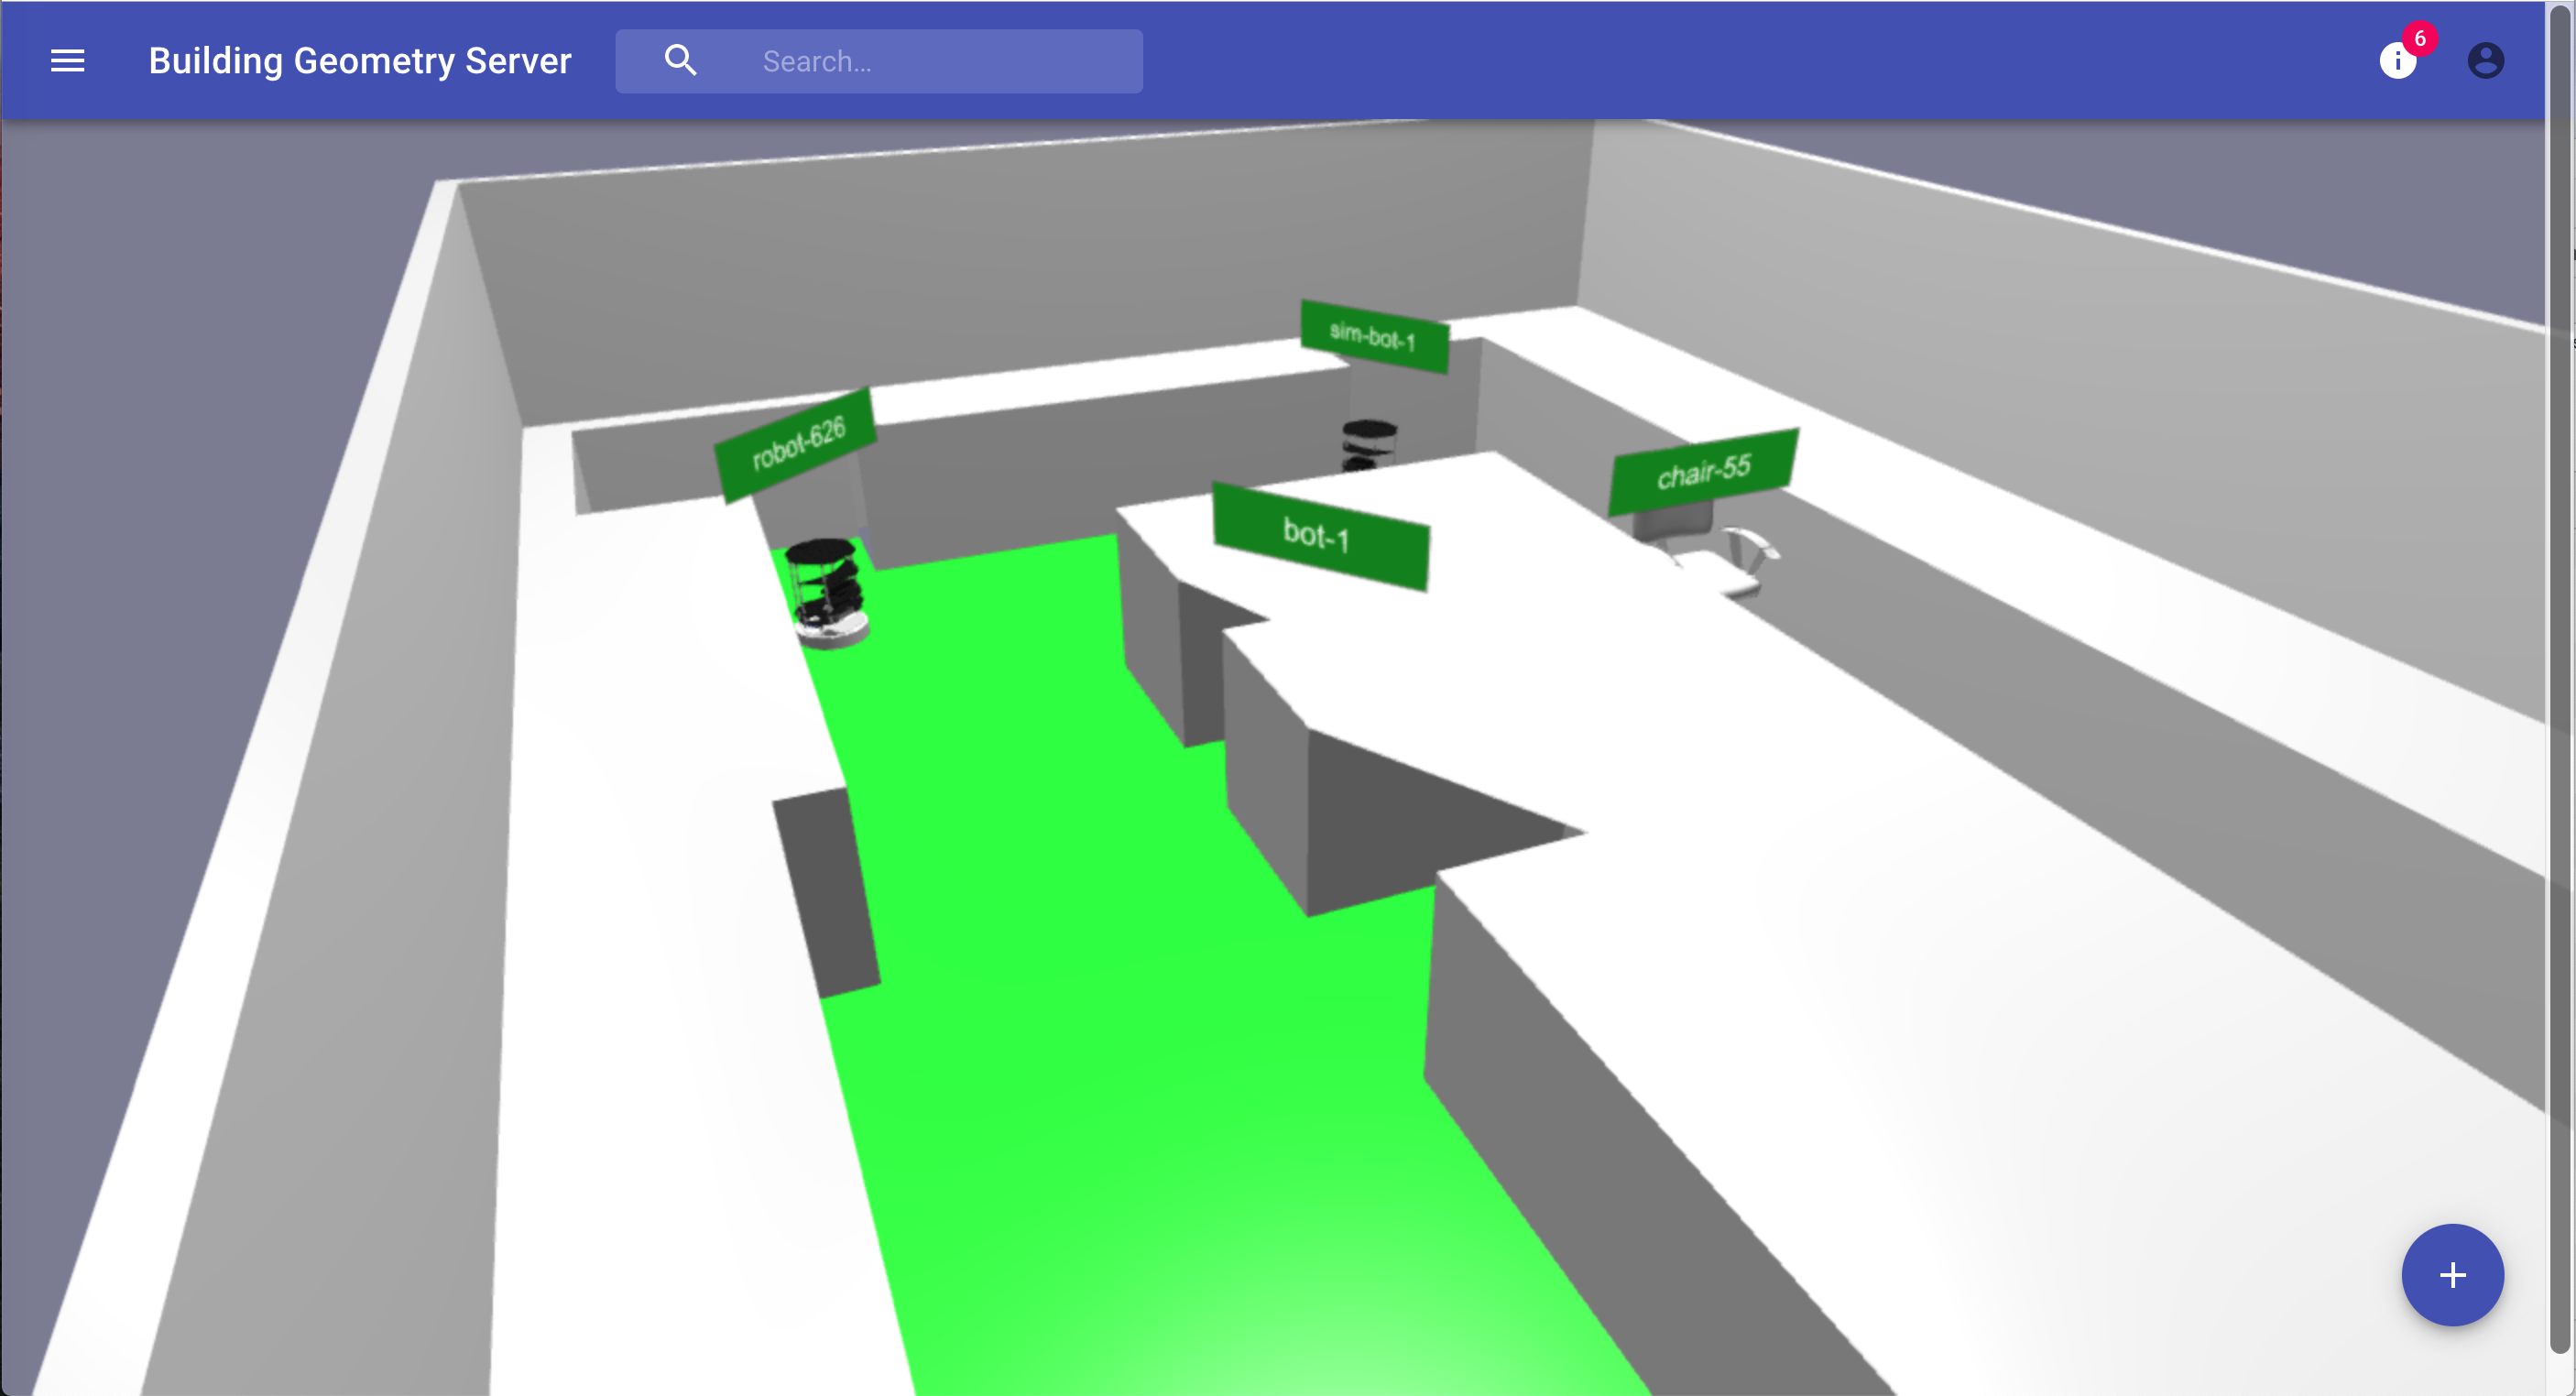 Building Geometry Server
Search...
6
sim-bot-1
robot-626
chair-55
bot-1